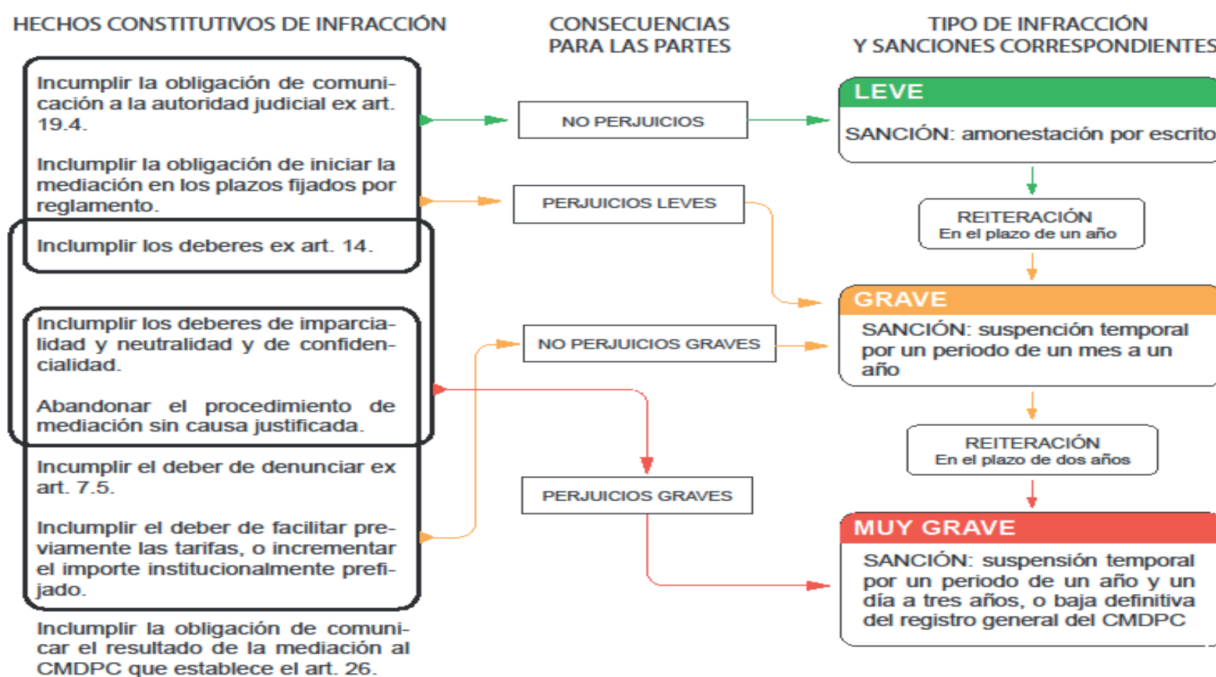 HECHOS CONSTITUTIVOS DE INFRACCIÓN
Incumplir la obligación de comuni-
cación a la autoridad judicial ex art.
19.4.
Inclumplir la obligación de iniciar la
mediación en los plazos fijados por
reglamento.
Inclumplir los deberes ex art. 14.
Inclumplir los deberes de imparcia-
lidad y neutralidad y de confiden-
cialidad.
Abandonar el procedimiento de
mediación sin causa justificada.
Incumplir el deber de denunciar ex
art. 7.5.
Inclumplir el deber de facilitar pre-
viamente las tarifas, o incrementar
el importe institucionalmente prefi-
jado.
Inclumplir la obligación de comuni-
car el resultado de la mediación al
CMDPC que establece el art. 26.
CONSECUENCIAS
PARA LAS PARTES
NO PERJUICIOS
PERJUICIOS LEVES
NO PERJUICIOS GRAVES
PERJUICIOS GRAVES
TIPO DE INFRACCIÓN
Y SANCIONES CORRESPONDIENTES
LEVE
SANCIÓN: amonestación por escrito
REITERACIÓN
En el plazo de un año
GRAVE
SANCIÓN: suspención temporal
por un periodo de un mes a un
año
REITERACIÓN
En el plazo de dos años
MUY GRAVE
SANCIÓN: suspensión temporal
por un periodo de un año y un
día a tres años, o baja definitiva
del registro general del CMDPC